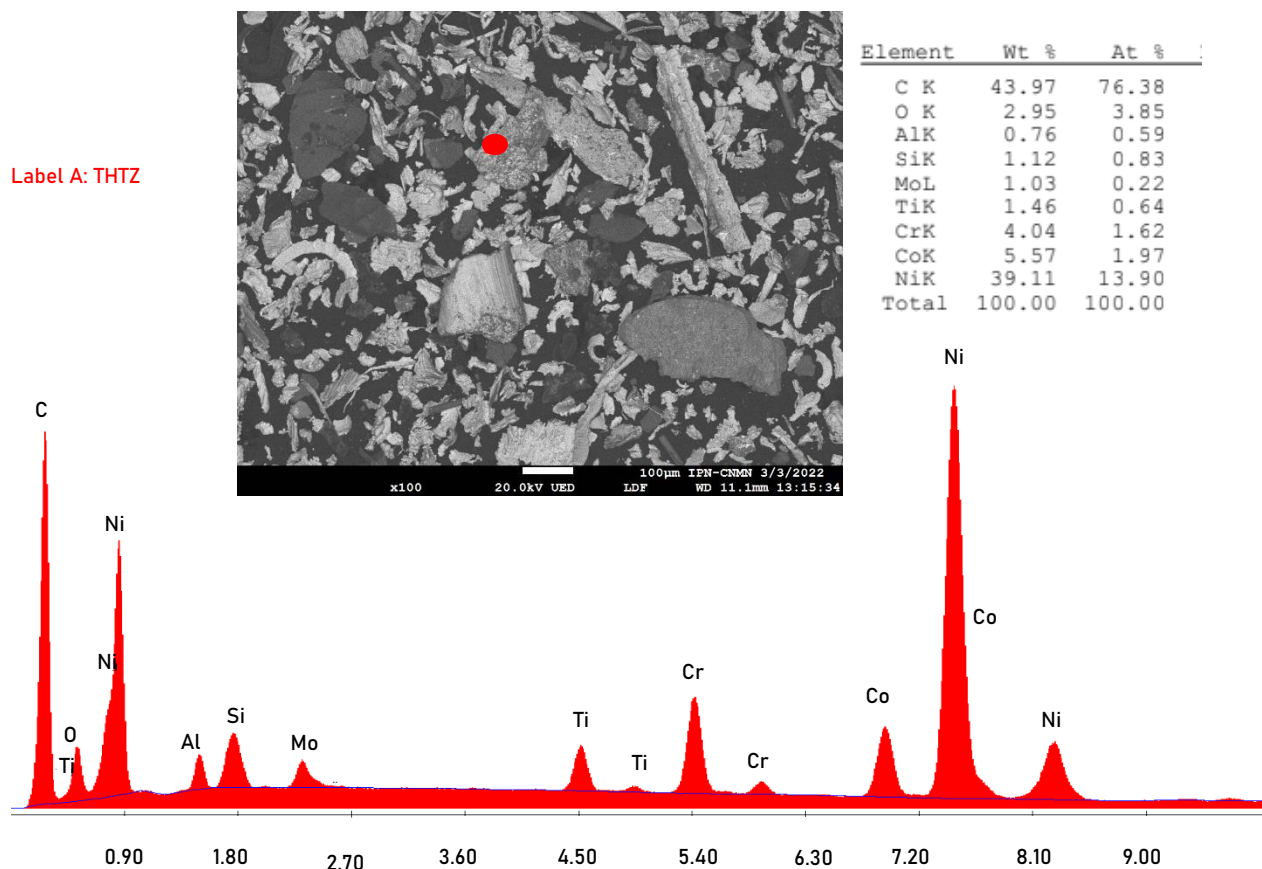 Label A: THTZ
100µm IPN-CNMN 3/3/2022
x100 20.0kV UED LDF WD 11.1mm 13:15:34
Element Wt % At %
C K 43.97 76.38
O K 2.95 3.85
AlK 0.76 0.59
SiK 1.12 0.83
MoL 1.03 0.22
TiK 1.46 0.64
CrK 4.04 1.62
CoK 5.57 1.97
NiK 39.11 13.90
Total 100.00 100.00
C
Ni
Ni
O
Ti
Al
Si
Mo
Ti
Ti
Cr
Cr
Co
Ni
Co
Ni
0.90 1.80 2.70 3.60 4.50 5.40 6.30 7.20 8.10 9.00